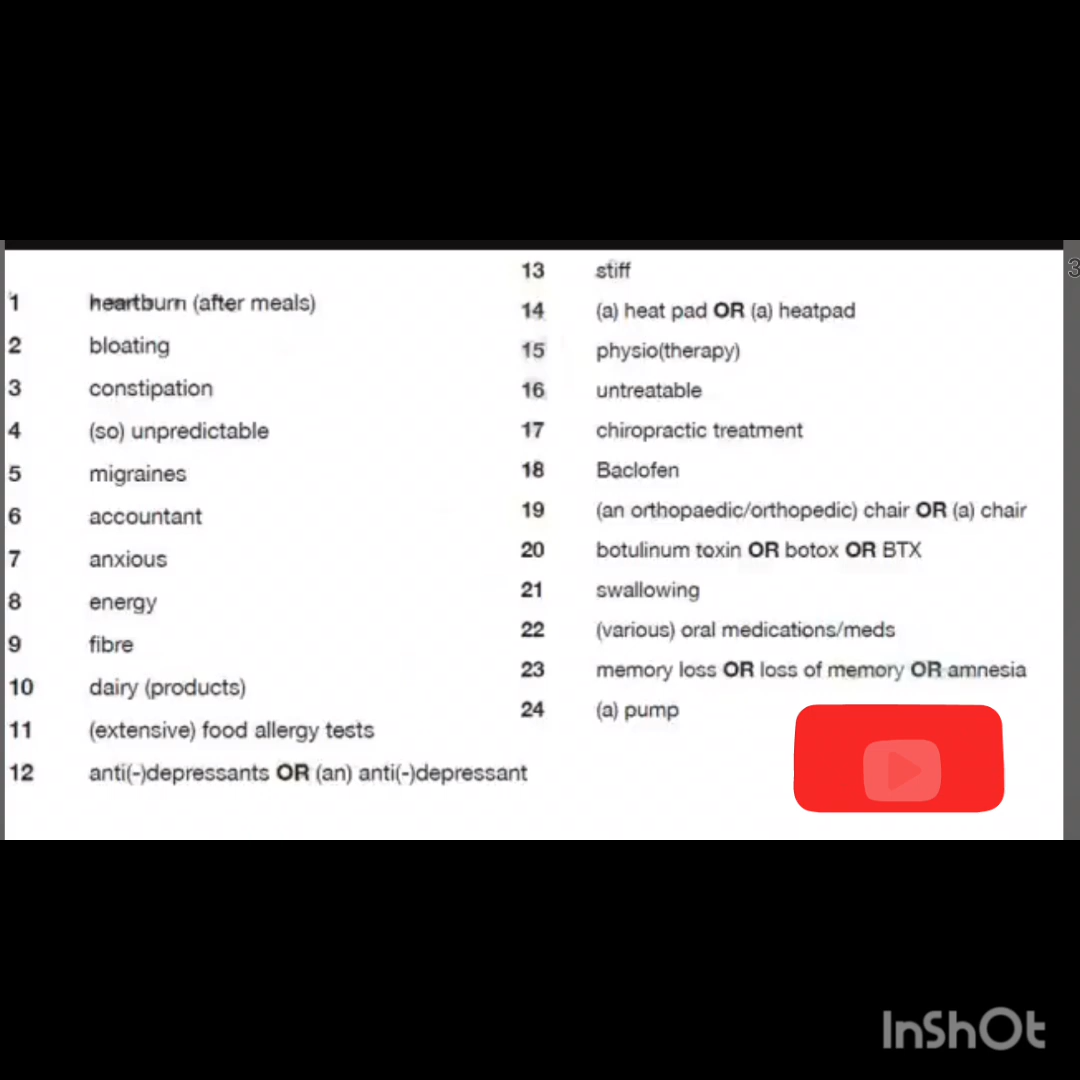 1 heartburn (after meals)
2 bloating
3 constipation
4 (so) unpredictable
5 migraines
6 accountant
7 anxious
8 energy
9 fibre
10 dairy (products)
11 (extensive) food allergy tests
12 anti(-)depressants OR (an) anti(-)depressant
13 stiff
14 (a) heat pad OR (a) heatpad
15 physio(therapy)
16 untreatable
17 chiropractic treatment
18 Baclofen
19 (an orthopaedic/orthopedic) chair OR (a) chair
20 botulinum toxin OR botox OR BTX
21 swallowing
22 (various) oral medications/meds
23 memory loss OR loss of memory OR amnesia
24 (a) pump
3
InShOt